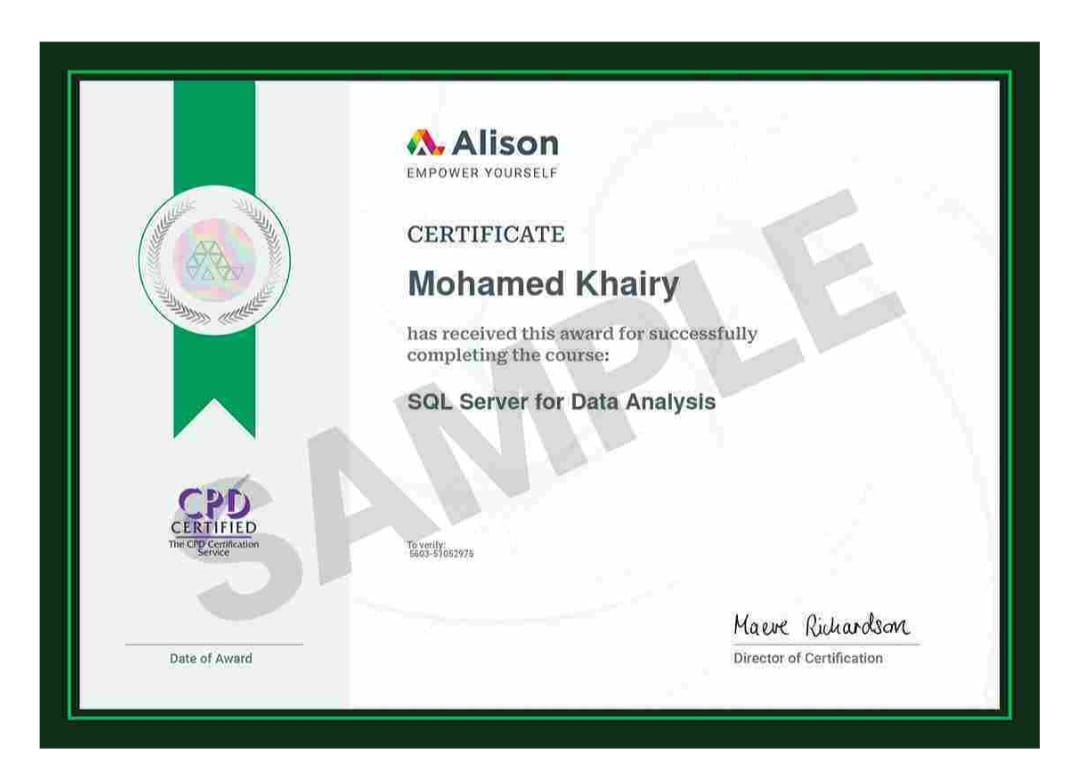 Alison
EMPOWER YOURSELF
CERTIFICATE
Mohamed Khairy
has received this award for successfully
completing the course:
SQL Server for Data Analysis
SAMPLE
CPD
CERTIFIED
The CPD Certification
Service
To verify:
5603-51052975
Maeve Richardson
Date of Award
Director of Certification